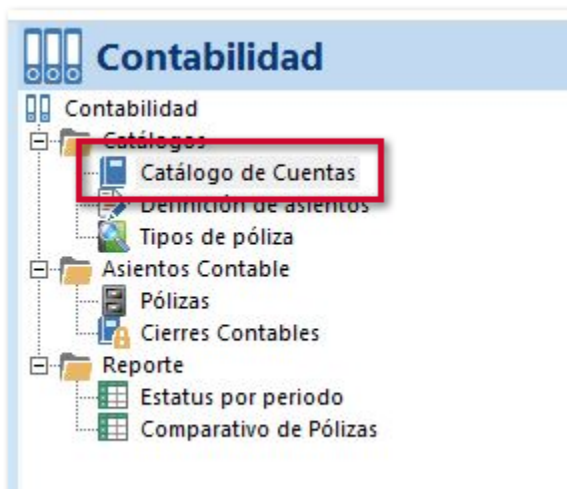 Contabilidad
Contabilidad
Catálogos
Catálogo de Cuentas
Definición de asientos
Tipos de póliza
Asientos Contable
Pólizas
Cierres Contables
Reporte
Estatus por periodo
Comparativo de Pólizas